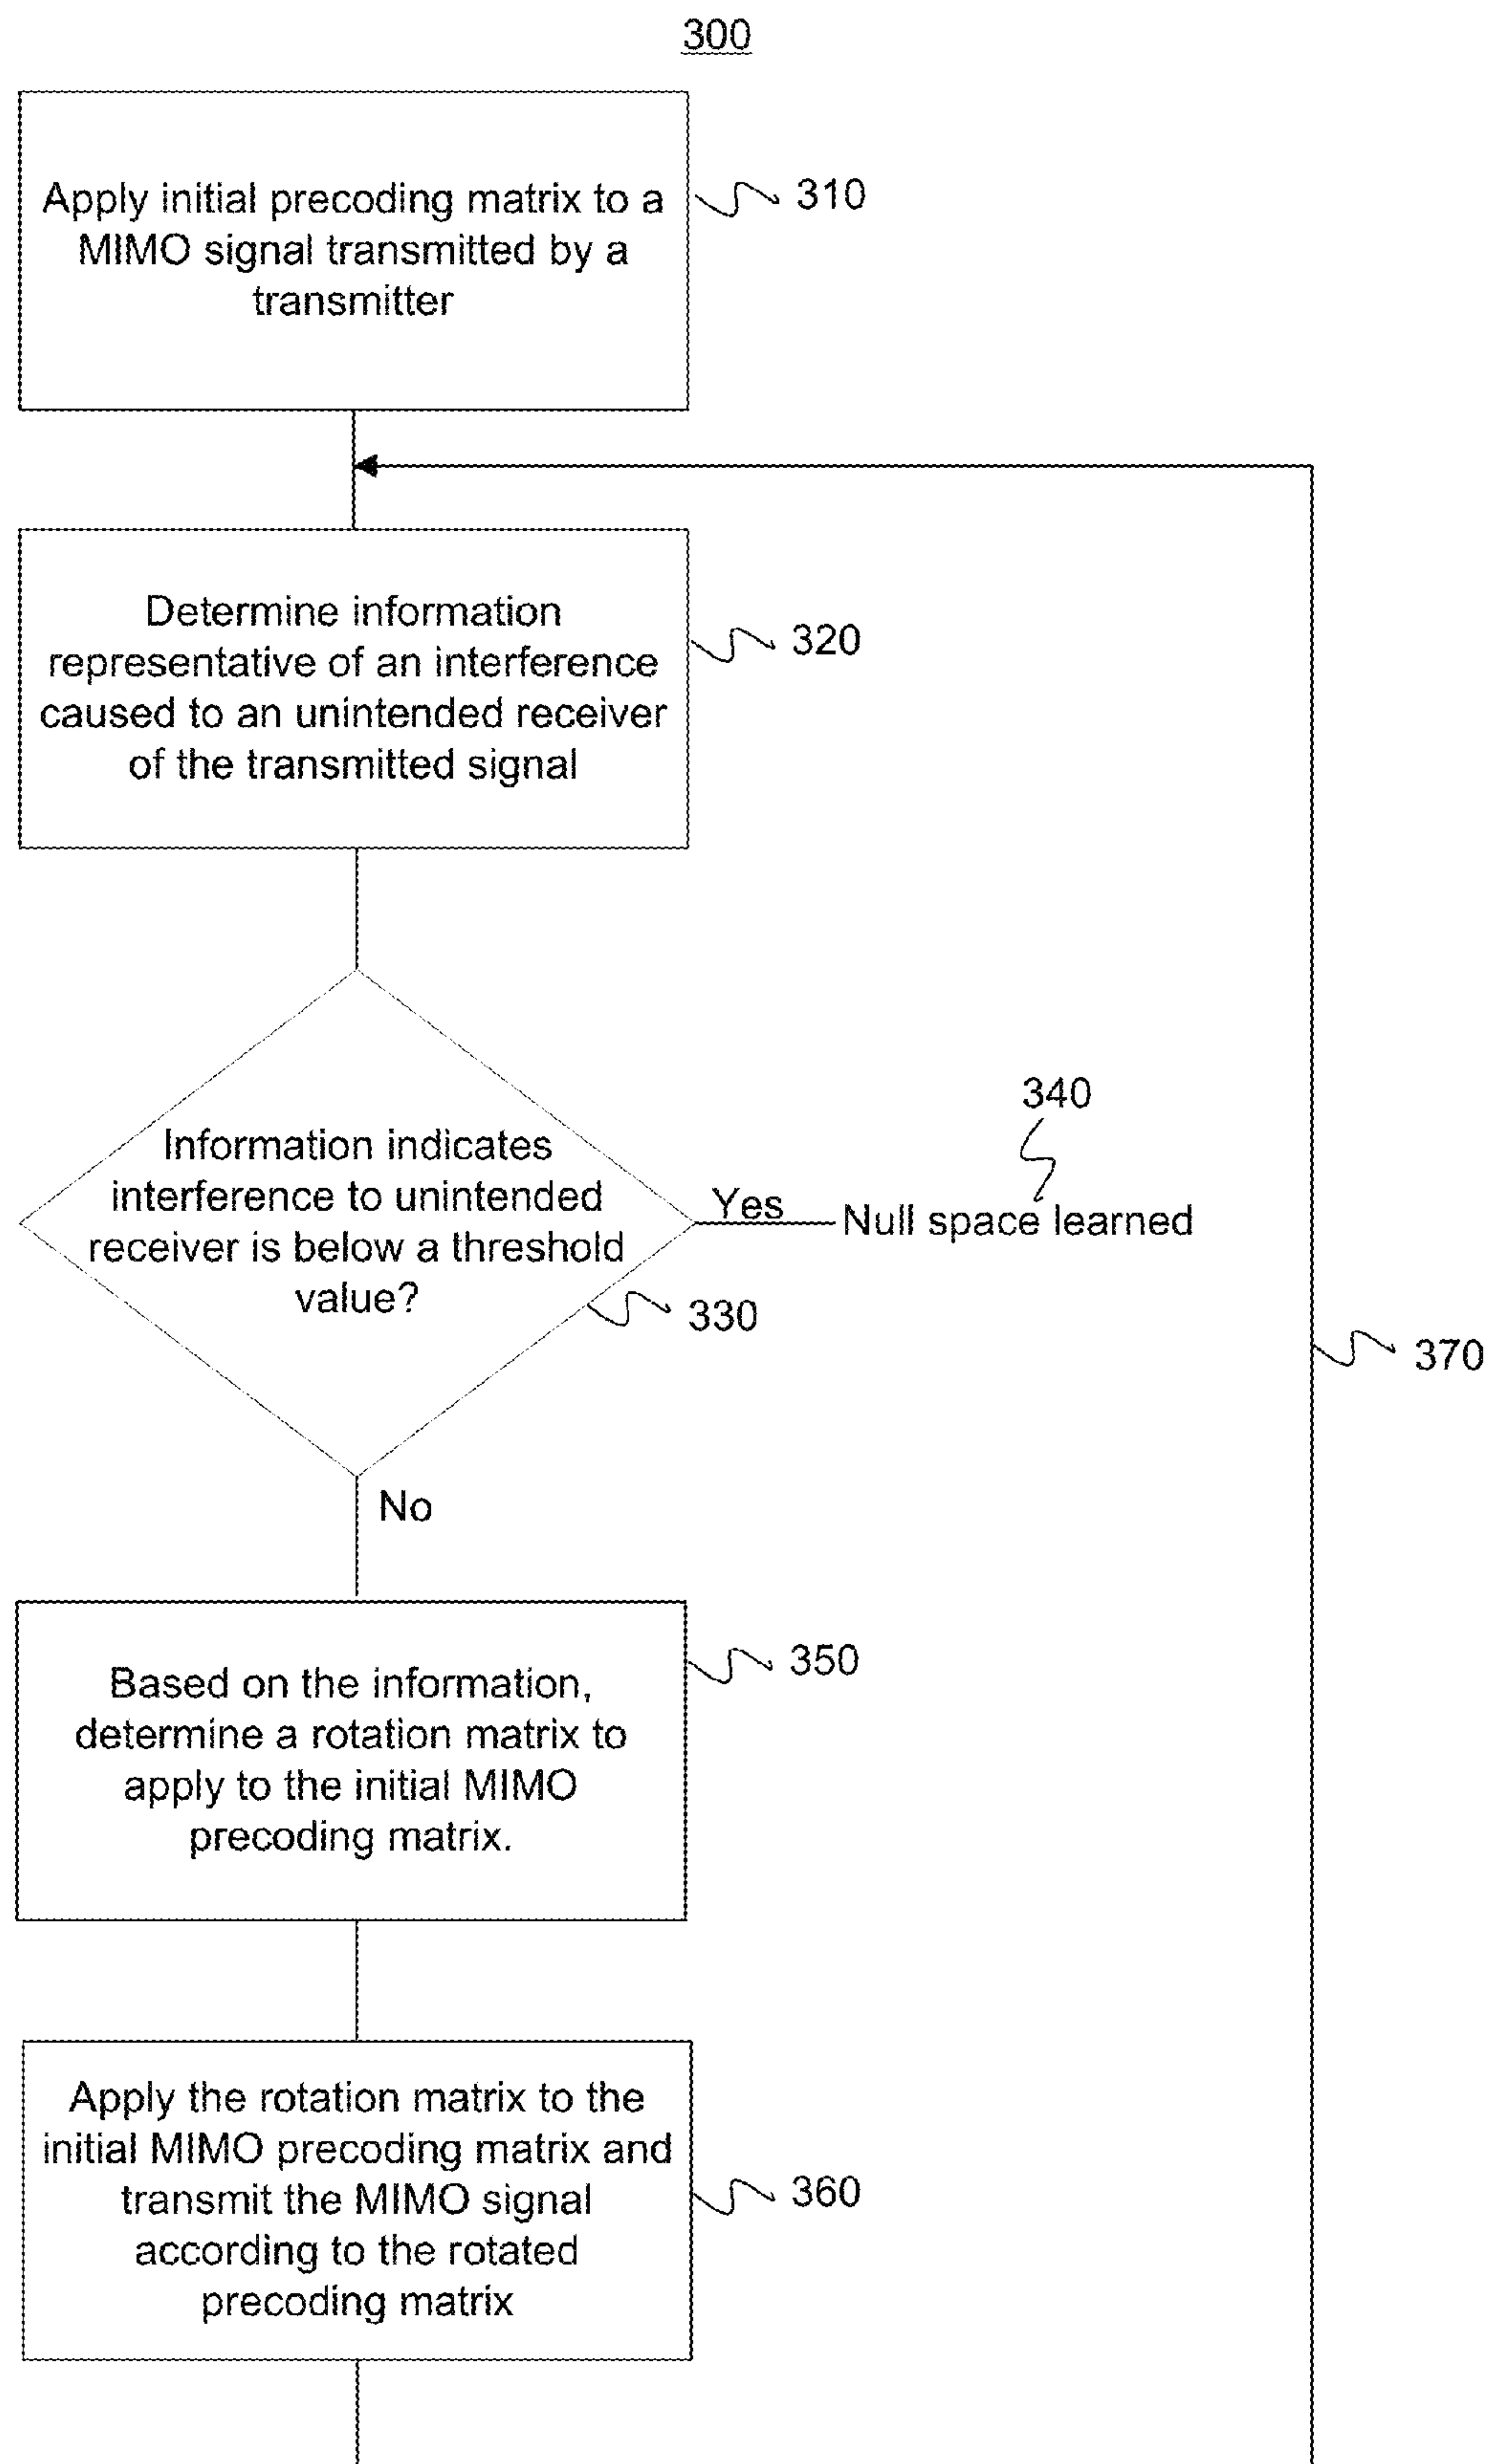 300
Apply initial precoding matrix to a
MIMO signal transmitted by a
transmitter
310
Determine information
representative of an interference
caused to an unintended receiver
of the transmitted signal
320
Information indicates
interference to unintended
receiver is below a threshold
value?
330
Yes
340
Null space learned
370
No
Based on the information,
determine a rotation matrix to
apply to the initial MIMO
precoding matrix.
350
Apply the rotation matrix to the
initial MIMO precoding matrix and
transmit the MIMO signal
according to the rotated
precoding matrix
360